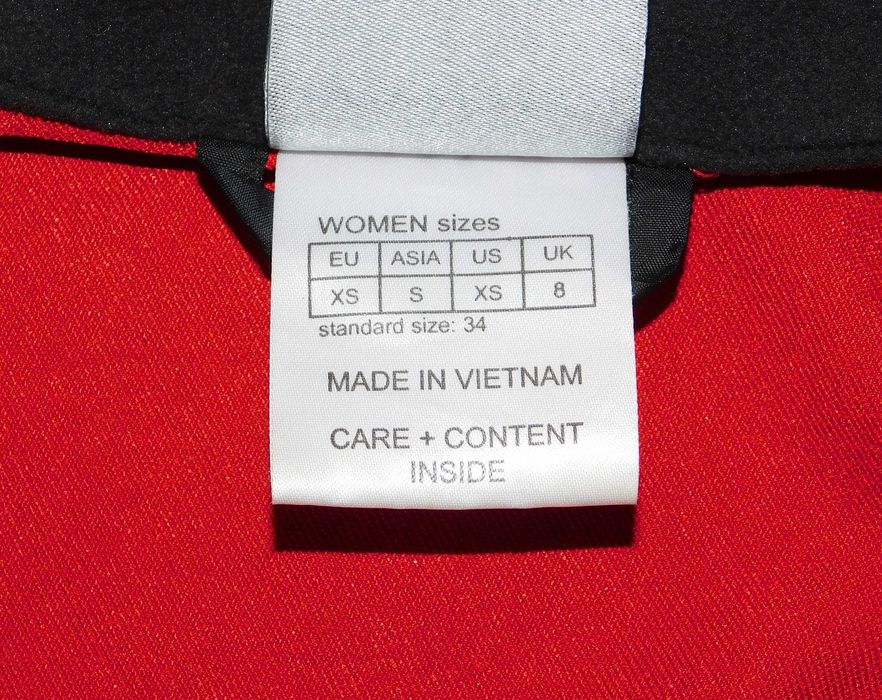 WOMEN sizes
EU ASIA US UK
XS S XS 8
standard size: 34
MADE IN VIETNAM
CARE + CONTENT
INSIDE